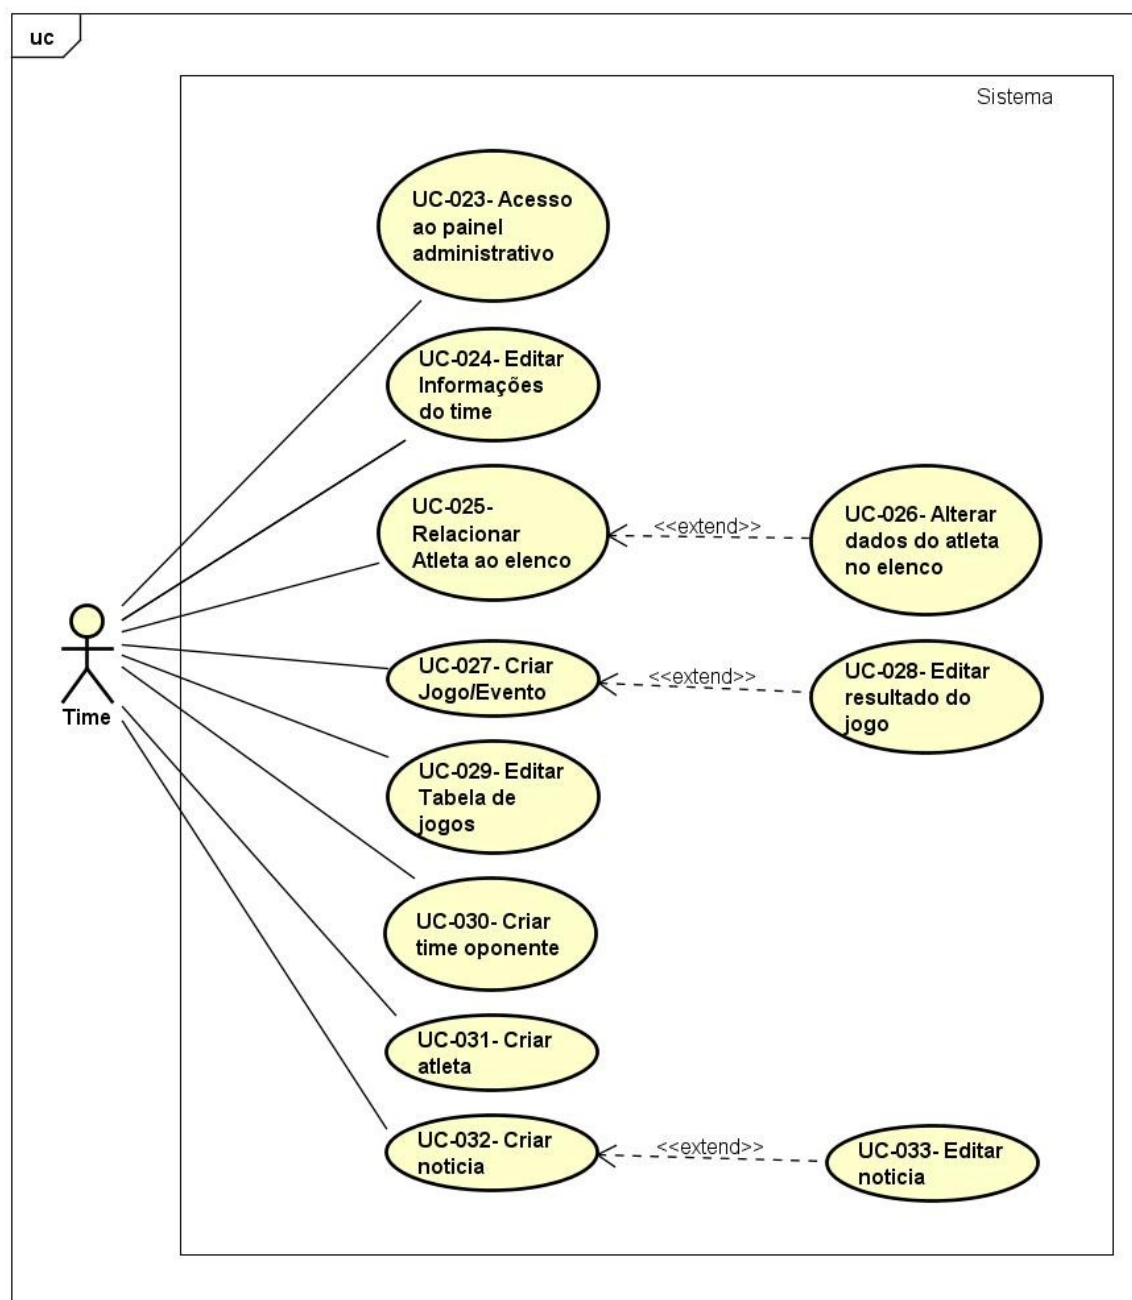 uc
Sistema
UC-023- Acesso
ao painel
administrativo
UC-024- Editar
Informações
do time
UC-025-
Relacionar
Atleta ao elenco
<<extend>>
UC-026- Alterar
dados do atleta
no elenco
Time
UC-027- Criar
Jogo/Evento
<<extend>>
UC-028- Editar
resultado do
jogo
UC-029- Editar
Tabela de
jogos
UC-030- Criar
time oponente
UC-031- Criar
atleta
UC-032- Criar
noticia
<<extend>>
UC-033- Editar
noticia